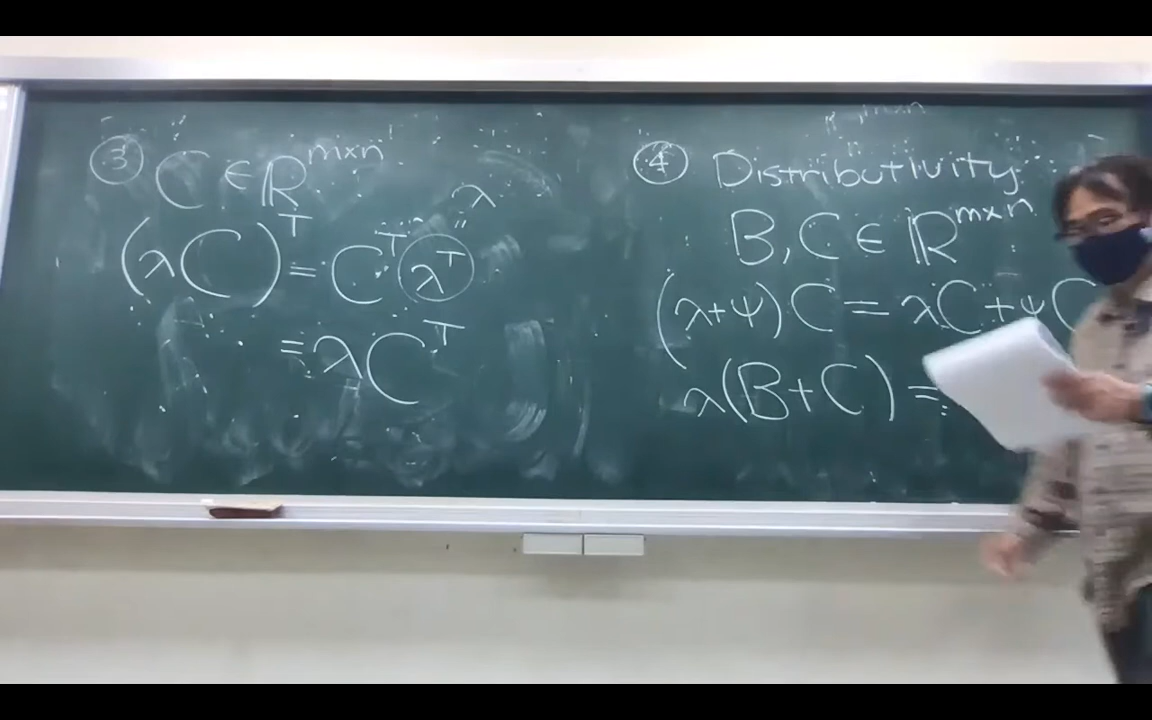 ③ C ∈ ℝ^{m×n}
λ
"
(λC)^T = C^T λ^T
= λC^T
④ Distributivity
B, C ∈ ℝ^{m×n}
(λ+ψ)C = λC+ψC
λ(B+C) =